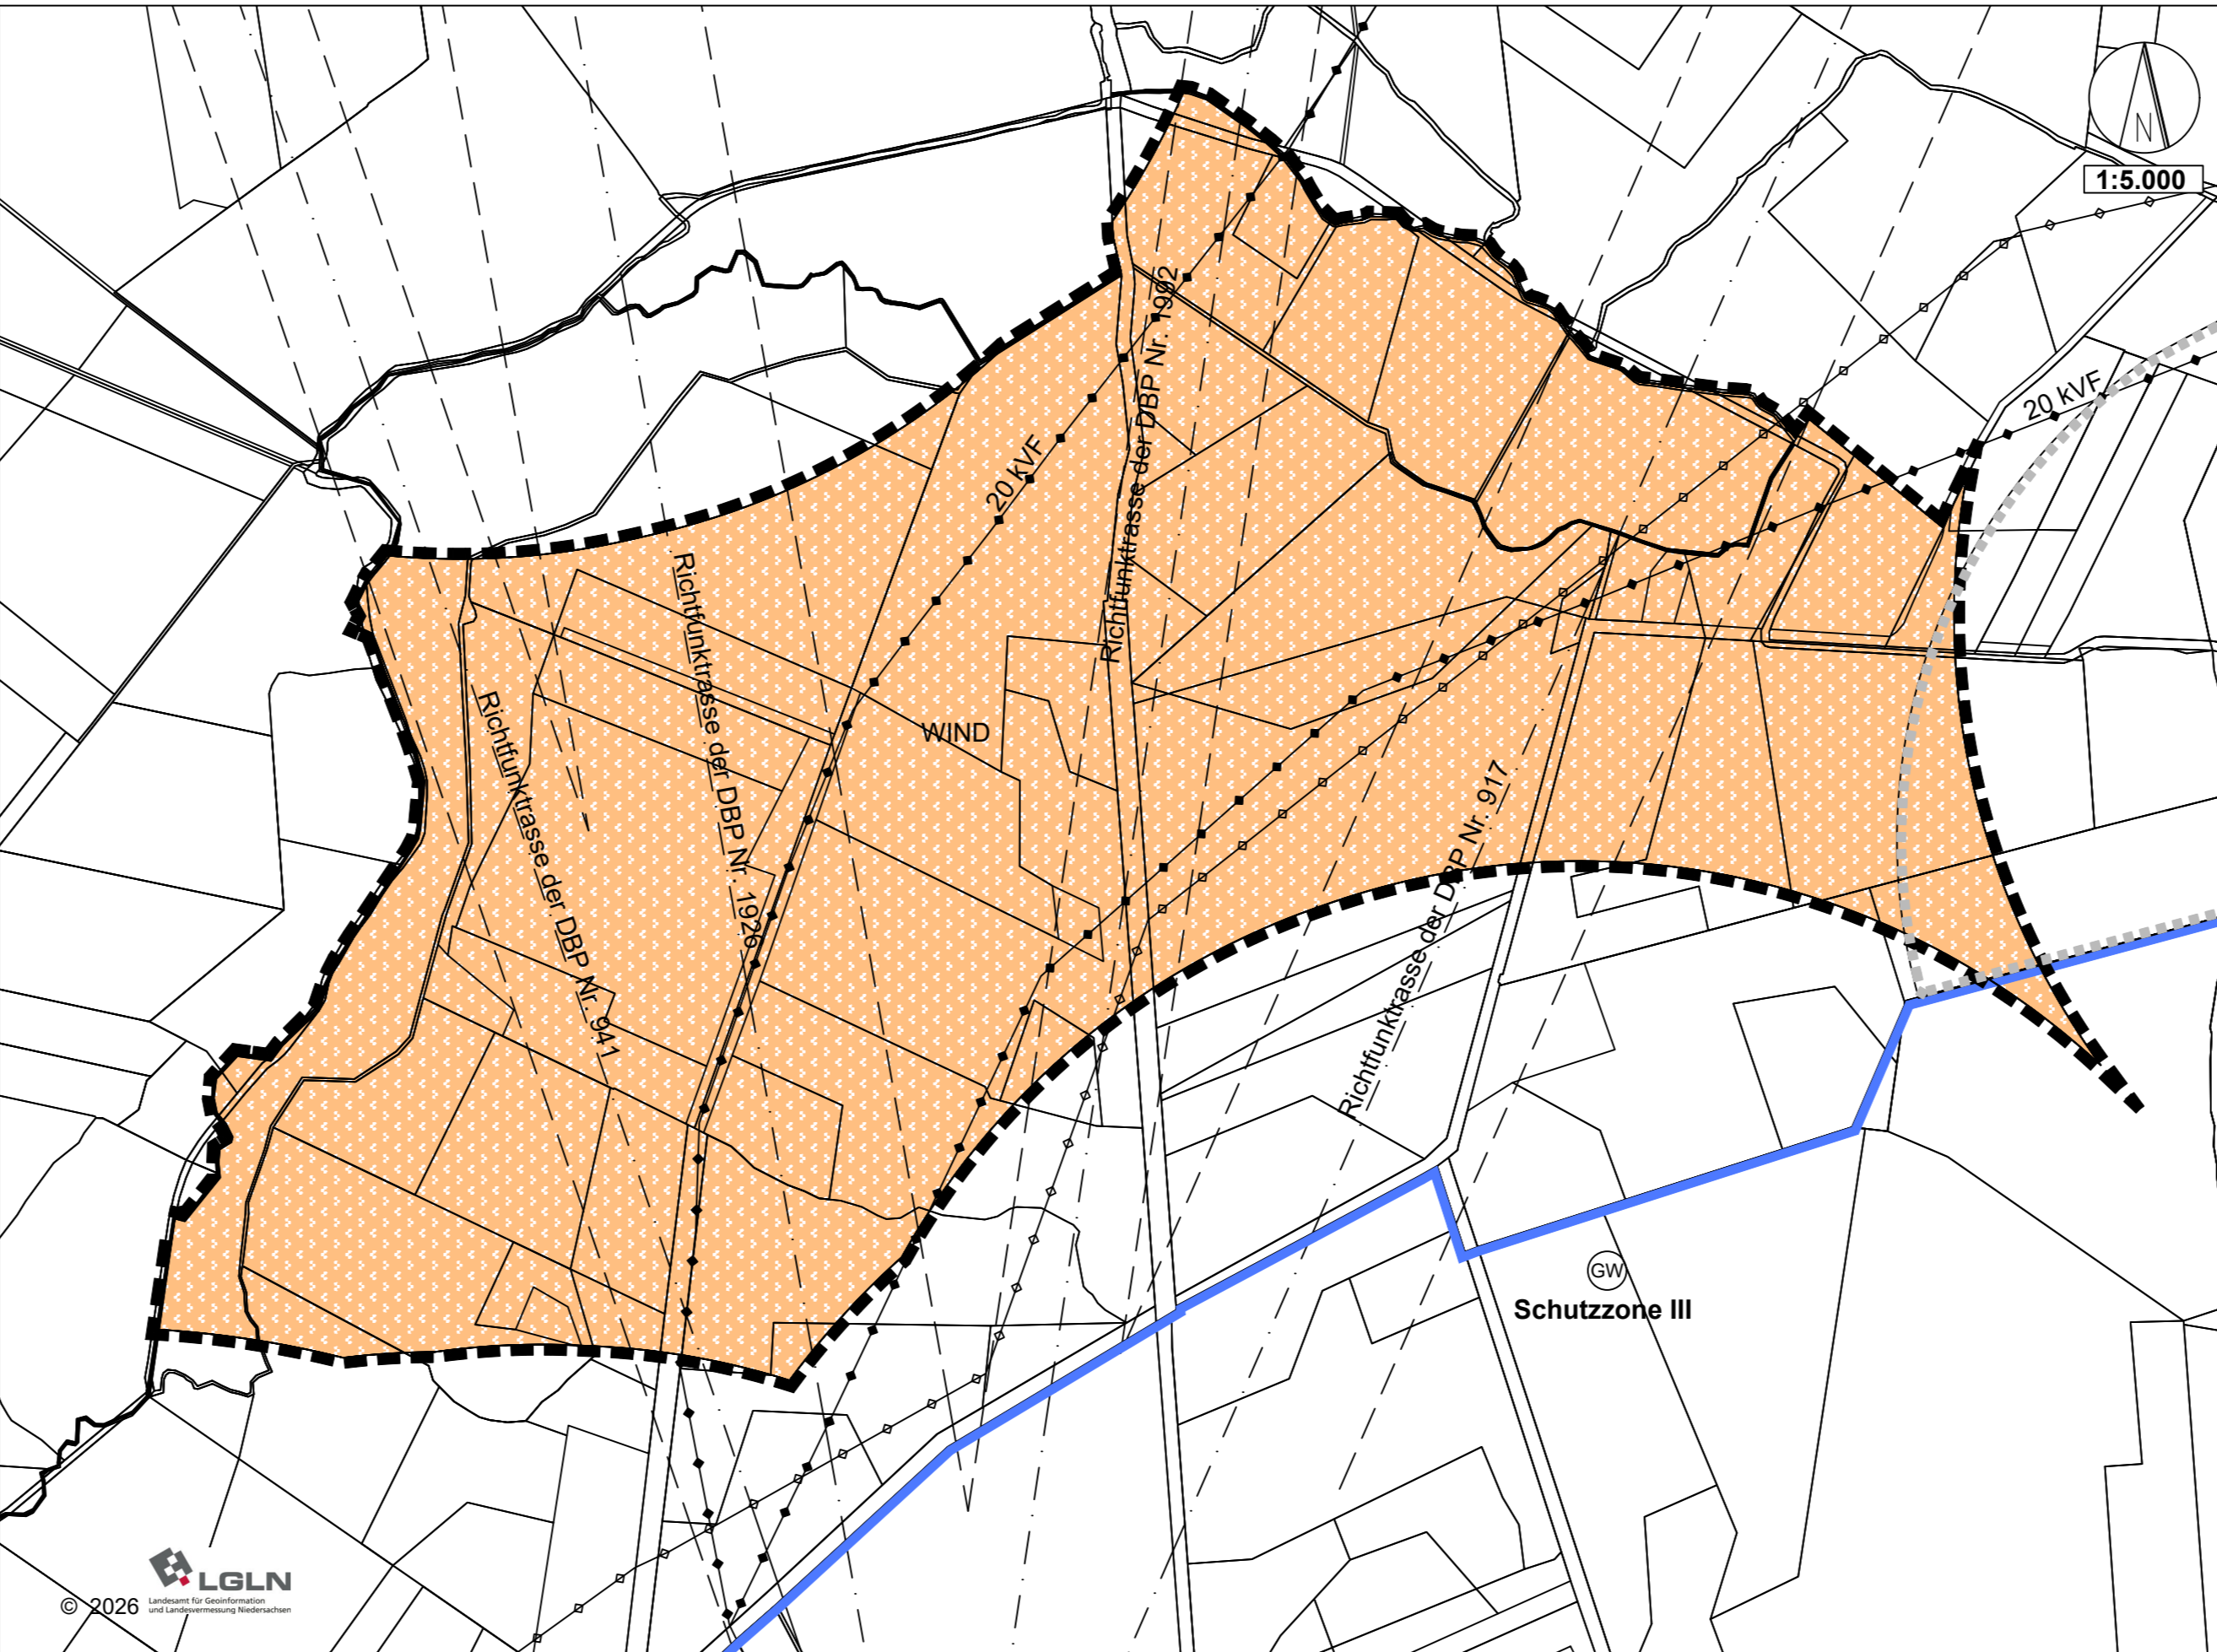 N
1:5.000
20 kVF
20 kVF
Richtfunktrasse der DBP Nr. 1992
Richtfunktrasse der DBP Nr. 1926
Richtfunktrasse der DBP Nr. 941
WIND
Richtfunktrasse der DBP Nr. 917
GW
Schutzzone III
LGLN
© 2026
Landesamt für Geoinformation
und Landesvermessung Niedersachsen